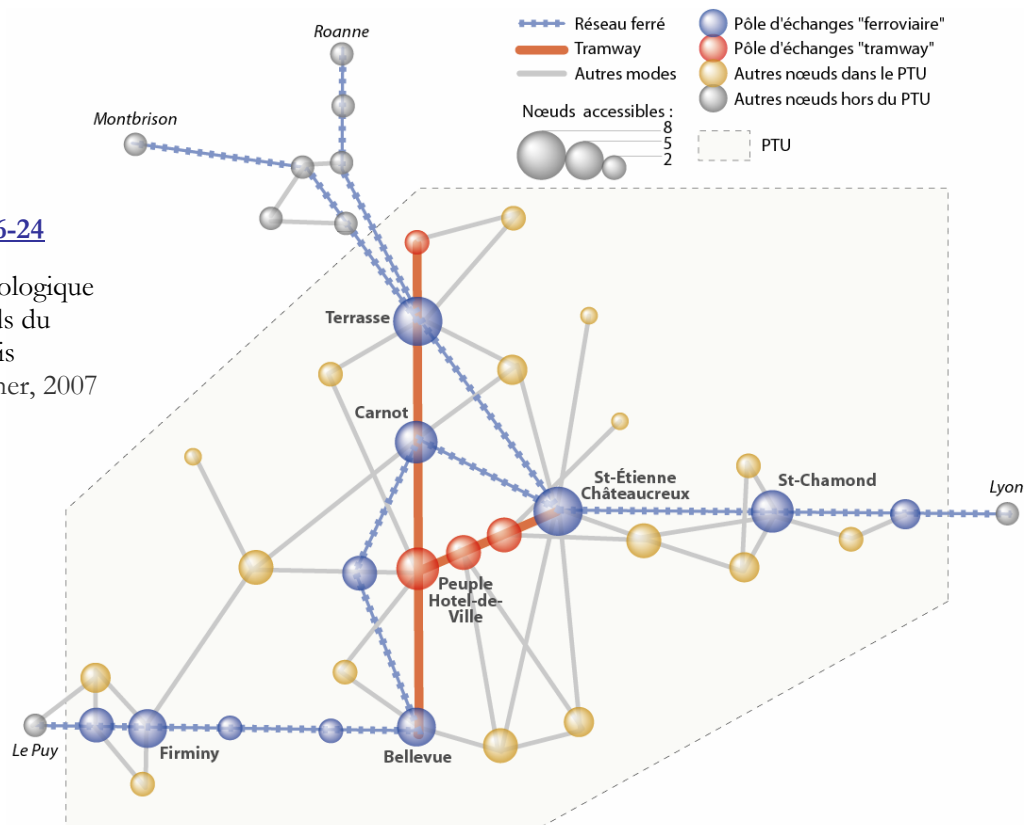 Roanne
Montbrison
Réseau ferré
Tramway
Autres modes
Nœuds accessibles :
8
5
2
Pôle d'échanges "ferroviaire"
Pôle d'échanges "tramway"
Autres nœuds dans le PTU
Autres nœuds hors du PTU
PTU
6-24
ologique
ls du
is
ner, 2007
Terrasse
Carnot
St-Étienne
Châteaucreux
St-Chamond
Lyon
Peuple
Hotel-de-
Ville
Le Puy
Firminy
Bellevue